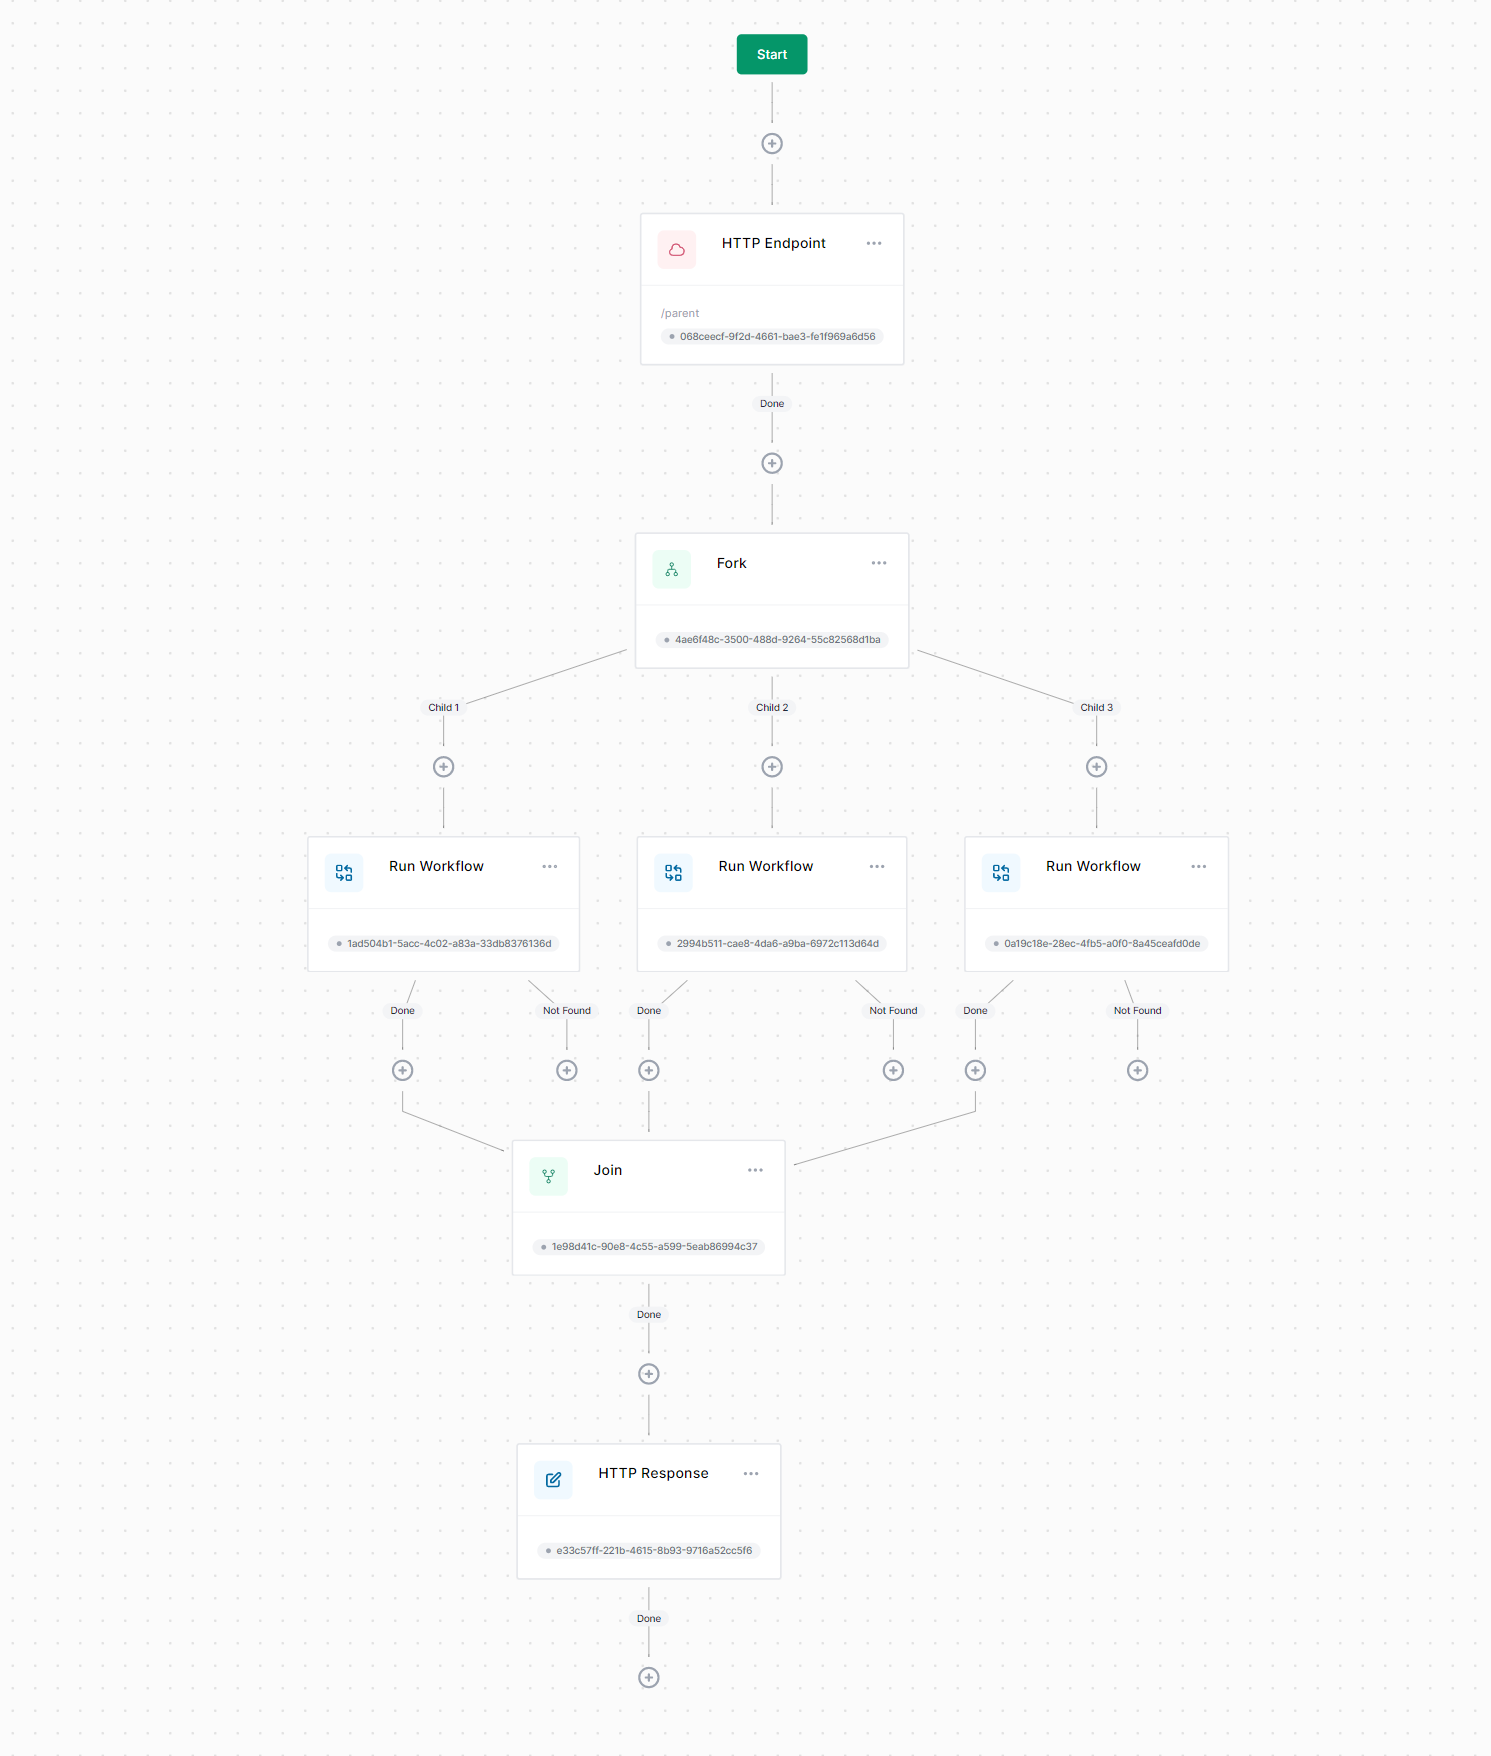 Start
HTTP Endpoint
/parent
068ceecf-9f2d-4661-bae3-fe1f969a6d56
Done
Fork
4ae6f48c-3500-488d-9264-55c82568d1ba
Child 1
Child 2
Child 3
Run Workflow
Run Workflow
Run Workflow
1ad504b1-5acc-4c02-a83a-33db8376136d
2994b511-cae8-4da6-a9ba-6972c113d64d
0a19c18e-28ec-4fb5-a0f0-8a45ceafd0de
Done
Not Found
Done
Not Found
Done
Not Found
Join
1e98d41c-90e8-4c55-a599-5eab86994c37
Done
HTTP Response
e33c57ff-221b-4615-8b93-9716a52cc5f6
Done